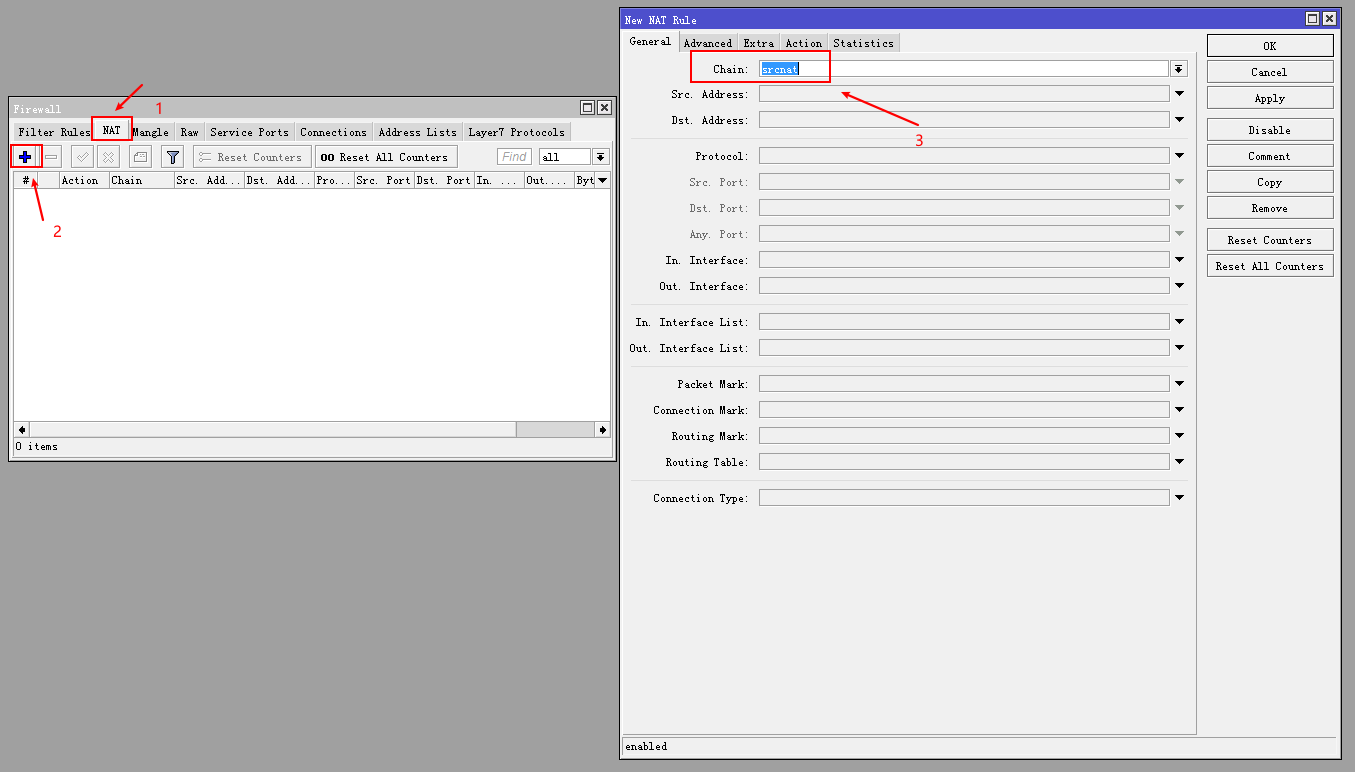 Firewall
1
Filter Rules NAT Mangle Raw Service Ports Connections Address Lists Layer7 Protocols
Reset Counters 00 Reset All Counters Find all
# Action Chain Src. Add... Dst. Add... Pro... Src. Port Dst. Port In. ... Out.... Byt
2
0 items
New NAT Rule
General Advanced Extra Action Statistics
Chain: srcnat
3
Src. Address:
Dst. Address:
Protocol:
Src. Port:
Dst. Port:
Any. Port:
In. Interface:
Out. Interface:
In. Interface List:
Out. Interface List:
Packet Mark:
Connection Mark:
Routing Mark:
Routing Table:
Connection Type:
OK
Cancel
Apply
Disable
Comment
Copy
Remove
Reset Counters
Reset All Counters
enabled